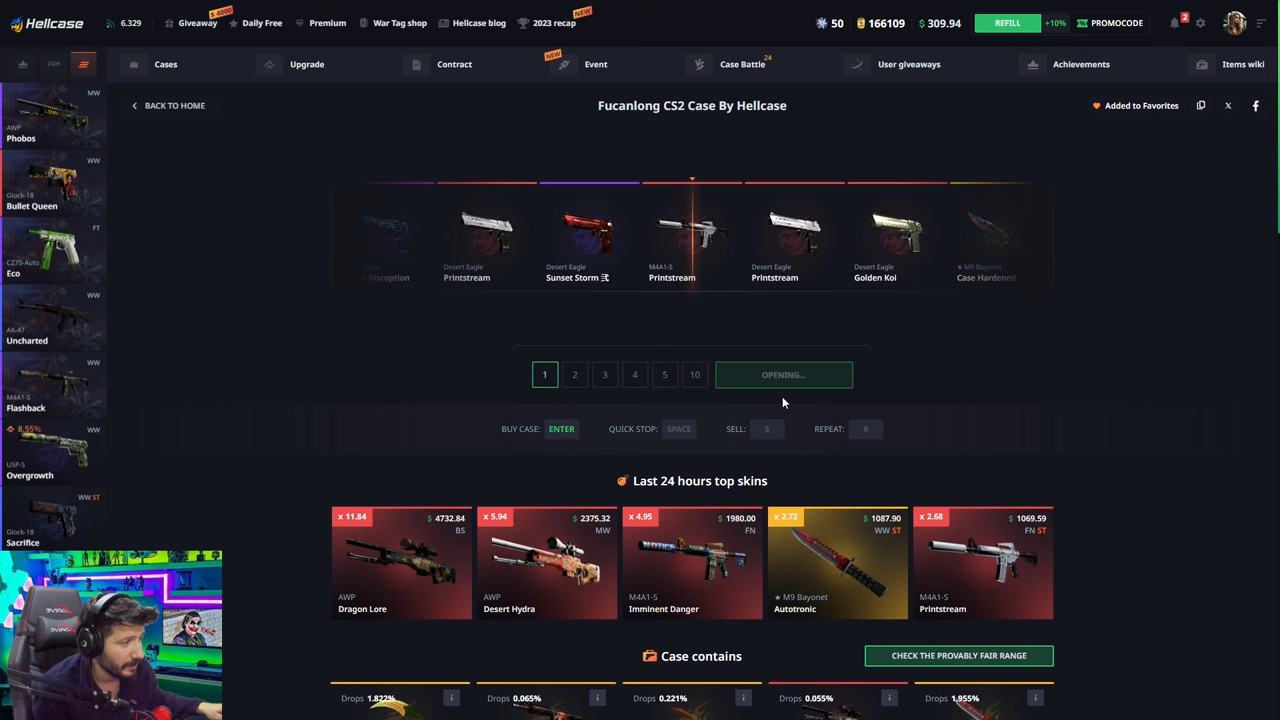 Hellcase
6.329
$ 4000
Giveaway
Daily Free
Premium
War Tag shop
Hellcase blog
NEW
2023 recap
50
166109
$ 309.94
REFILL
+10%
PROMOCODE
2
24H
Cases
Upgrade
Contract
NEW
Event
Case Battle
24
User giveaways
Achievements
Items wiki
BACK TO HOME
Fucanlong CS2 Case By Hellcase
Added to Favorites
MW
AWP
Phobos
WW
Glock-18
Bullet Queen
FT
CZ75-Auto
Eco
WW
AK-47
Uncharted
WW
M4A1-S
Flashback
8,55%
WW
USP-S
Overgrowth
WW ST
Glock-18
Sacrifice
Disruption
Desert Eagle
Printstream
Desert Eagle
Sunset Storm 弐
M4A1-S
Printstream
Desert Eagle
Printstream
Desert Eagle
Golden Koi
★ M9 Bayonet
Case Hardened
1
2
3
4
5
10
OPENING...
BUY CASE: ENTER
QUICK STOP: SPACE
SELL: S
REPEAT: R
Last 24 hours top skins
x 11.84
$ 4732.84
BS
AWP
Dragon Lore
x 5.94
$ 2375.32
MW
AWP
Desert Hydra
x 4.95
$ 1980.00
FN
M4A1-S
Imminent Danger
x 2.72
$ 1087.90
WW ST
★ M9 Bayonet
Autotronic
x 2.68
$ 1069.59
FN ST
M4A1-S
Printstream
Case contains
CHECK THE PROVABLY FAIR RANGE
Drops 1.822%
Drops 0.065%
Drops 0.221%
Drops 0.055%
Drops 1.955%